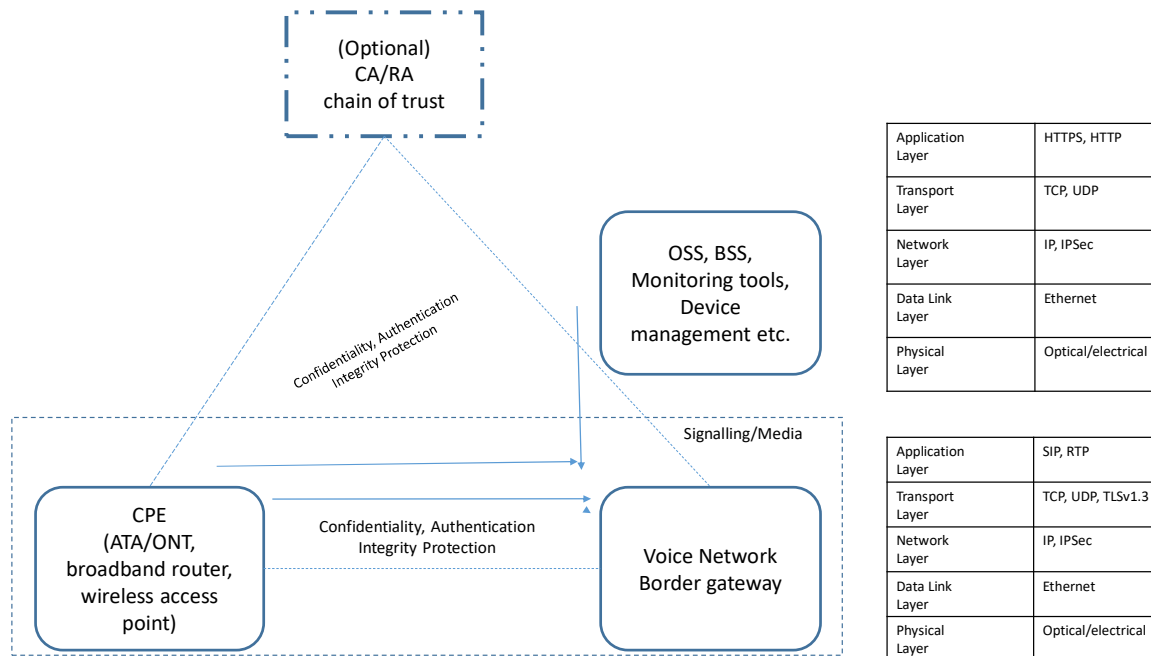 (Optional)
CA/RA
chain of trust
OSS, BSS,
Monitoring tools,
Device
management etc.
Confidentiality, Authentication
Integrity Protection
Signalling/Media
CPE
(ATA/ONT,
broadband router,
wireless access
point)
Confidentiality, Authentication
Integrity Protection
Voice Network
Border gateway
Application
Layer
HTTPS, HTTP
Transport
Layer
TCP, UDP
Network
Layer
IP, IPSec
Data Link
Layer
Ethernet
Physical
Layer
Optical/electrical
Application
Layer
SIP, RTP
Transport
Layer
TCP, UDP, TLSv1.3
Network
Layer
IP, IPSec
Data Link
Layer
Ethernet
Physical
Layer
Optical/electrical